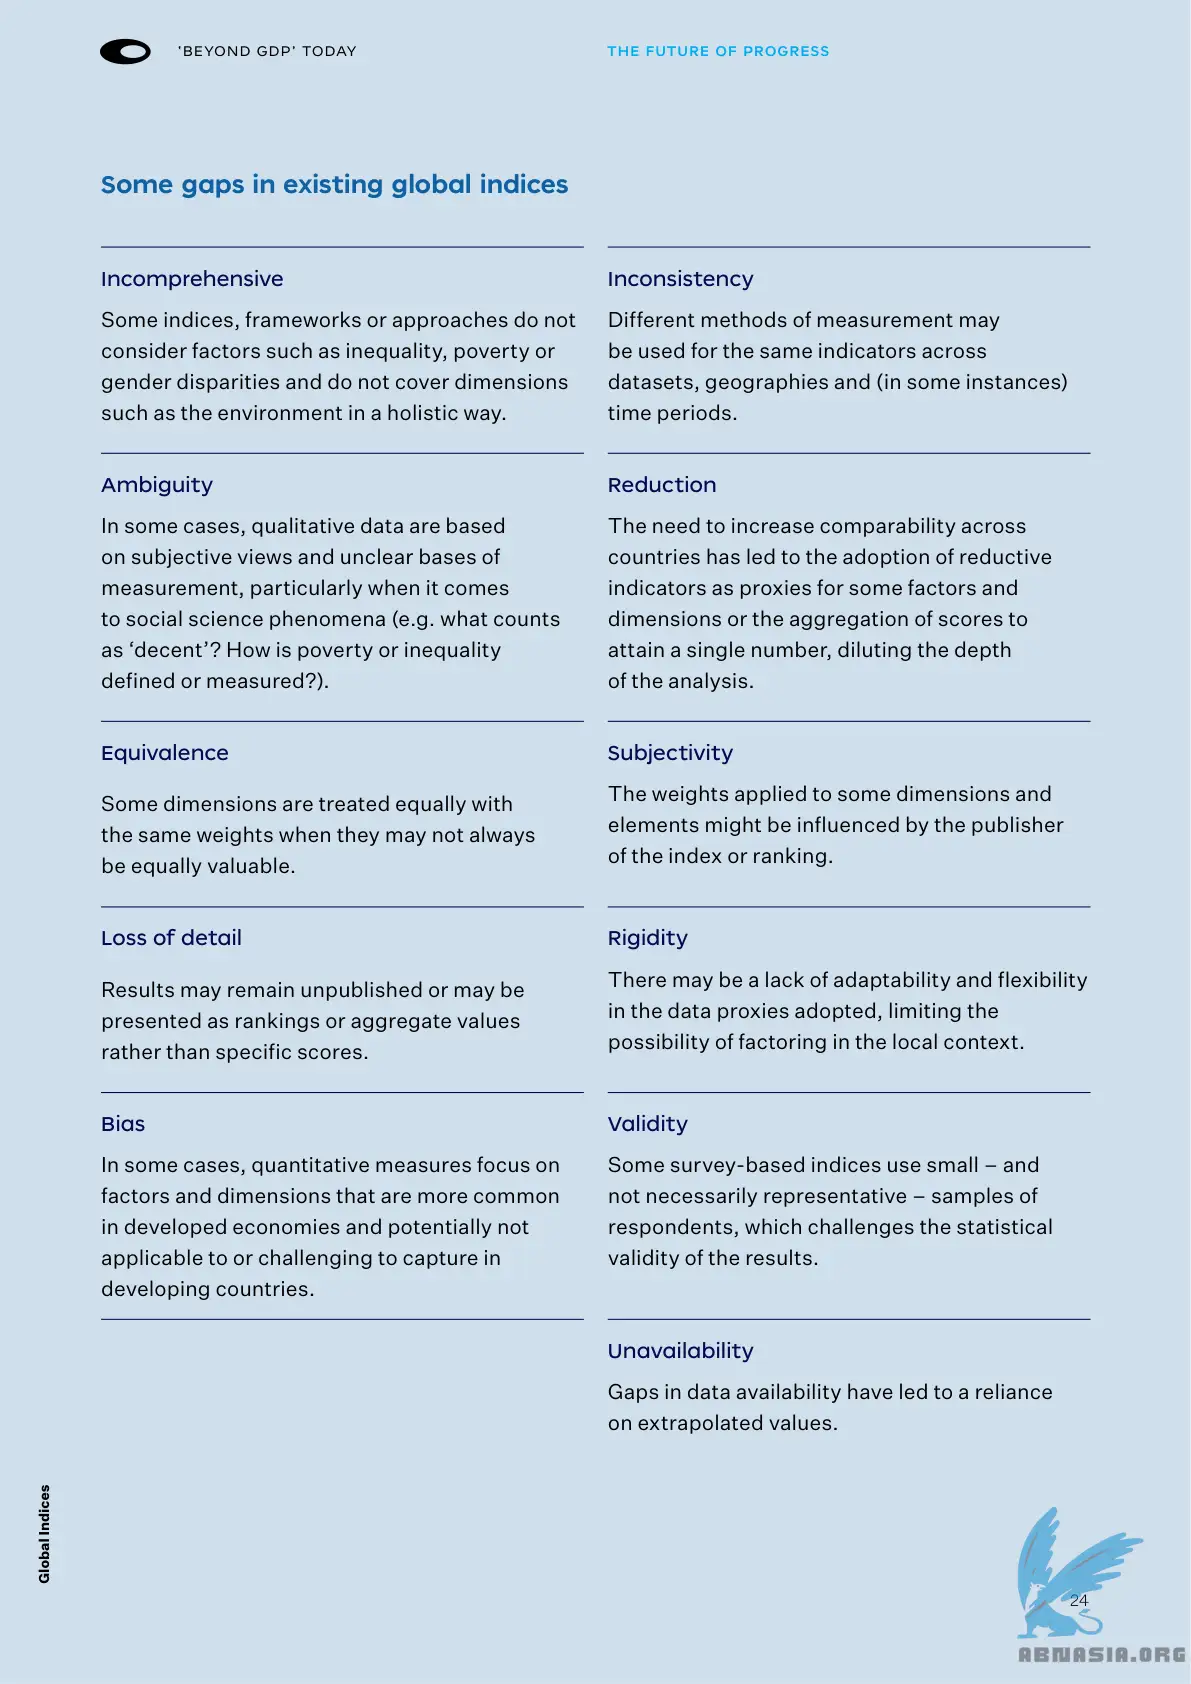 'BEYOND GDP' TODAY
THE FUTURE OF PROGRESS
Some gaps in existing global indices
Incomprehensive
Some indices, frameworks or approaches do not
consider factors such as inequality, poverty or
gender disparities and do not cover dimensions
such as the environment in a holistic way.
Inconsistency
Different methods of measurement may
be used for the same indicators across
datasets, geographies and (in some instances)
time periods.
Ambiguity
In some cases, qualitative data are based
on subjective views and unclear bases of
measurement, particularly when it comes
to social science phenomena (e.g. what counts
as ‘decent’? How is poverty or inequality
defined or measured?).
Reduction
The need to increase comparability across
countries has led to the adoption of reductive
indicators as proxies for some factors and
dimensions or the aggregation of scores to
attain a single number, diluting the depth
of the analysis.
Equivalence
Some dimensions are treated equally with
the same weights when they may not always
be equally valuable.
Subjectivity
The weights applied to some dimensions and
elements might be influenced by the publisher
of the index or ranking.
Loss of detail
Results may remain unpublished or may be
presented as rankings or aggregate values
rather than specific scores.
Rigidity
There may be a lack of adaptability and flexibility
in the data proxies adopted, limiting the
possibility of factoring in the local context.
Bias
In some cases, quantitative measures focus on
factors and dimensions that are more common
in developed economies and potentially not
applicable to or challenging to capture in
developing countries.
Validity
Some survey-based indices use small – and
not necessarily representative – samples of
respondents, which challenges the statistical
validity of the results.
Unavailability
Gaps in data availability have led to a reliance
on extrapolated values.
Global Indices
24
ABNASIA.ORG